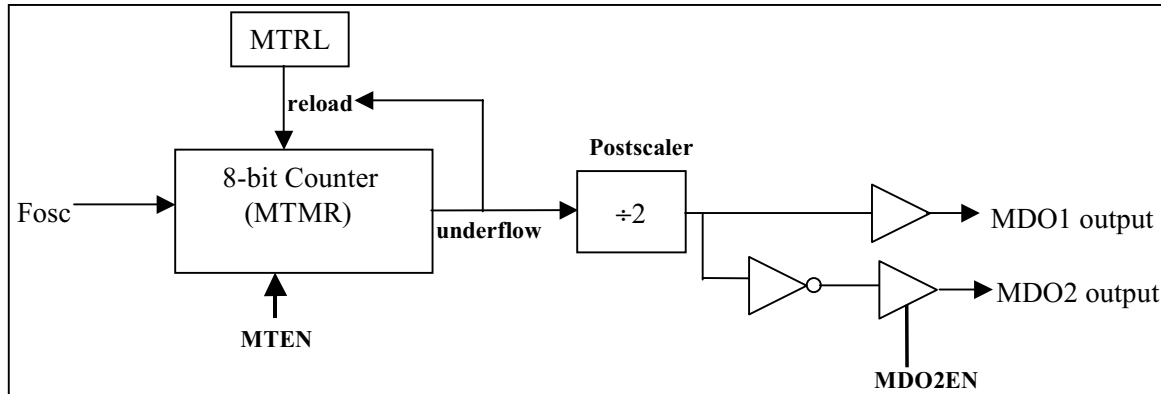 MTRL
reload
Postscaler
8-bit Counter
(MTMR)
Fosc
÷2
underflow
MDO1 output
MDO2 output
MTEN
MDO2EN